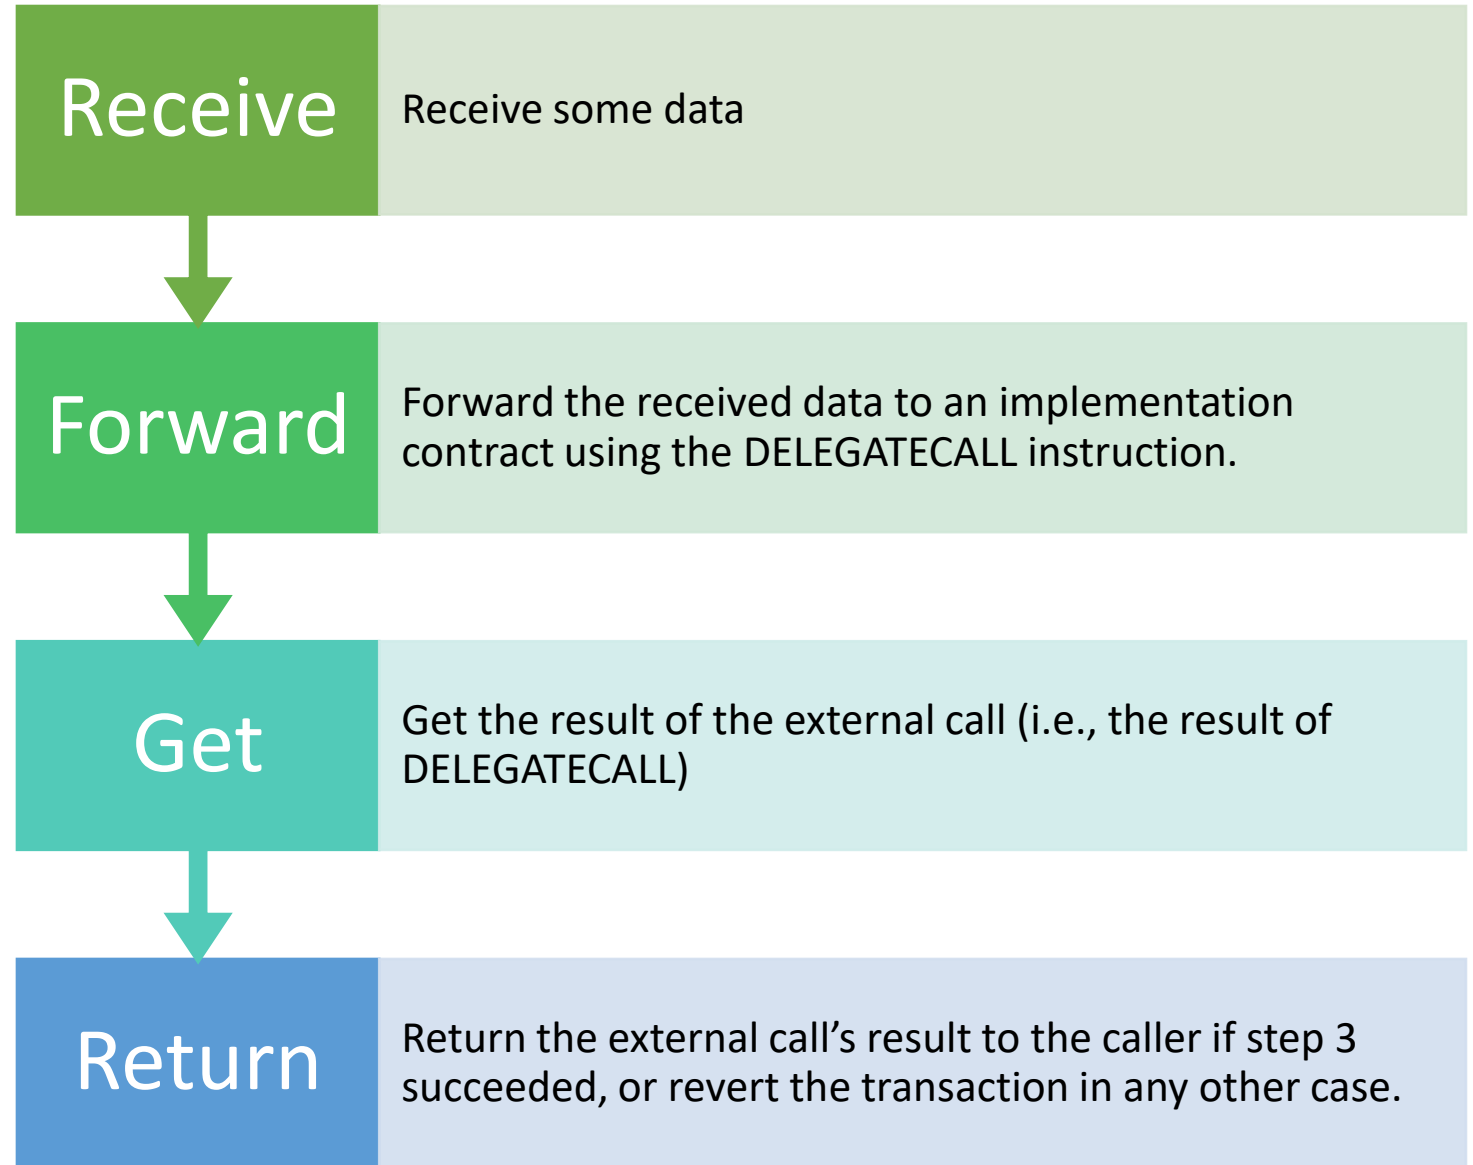 Receive
Receive some data
Forward
Forward the received data to an implementation
contract using the DELEGATECALL instruction.
Get
Get the result of the external call (i.e., the result of
DELEGATECALL)
Return
Return the external call’s result to the caller if step 3
succeeded, or revert the transaction in any other case.